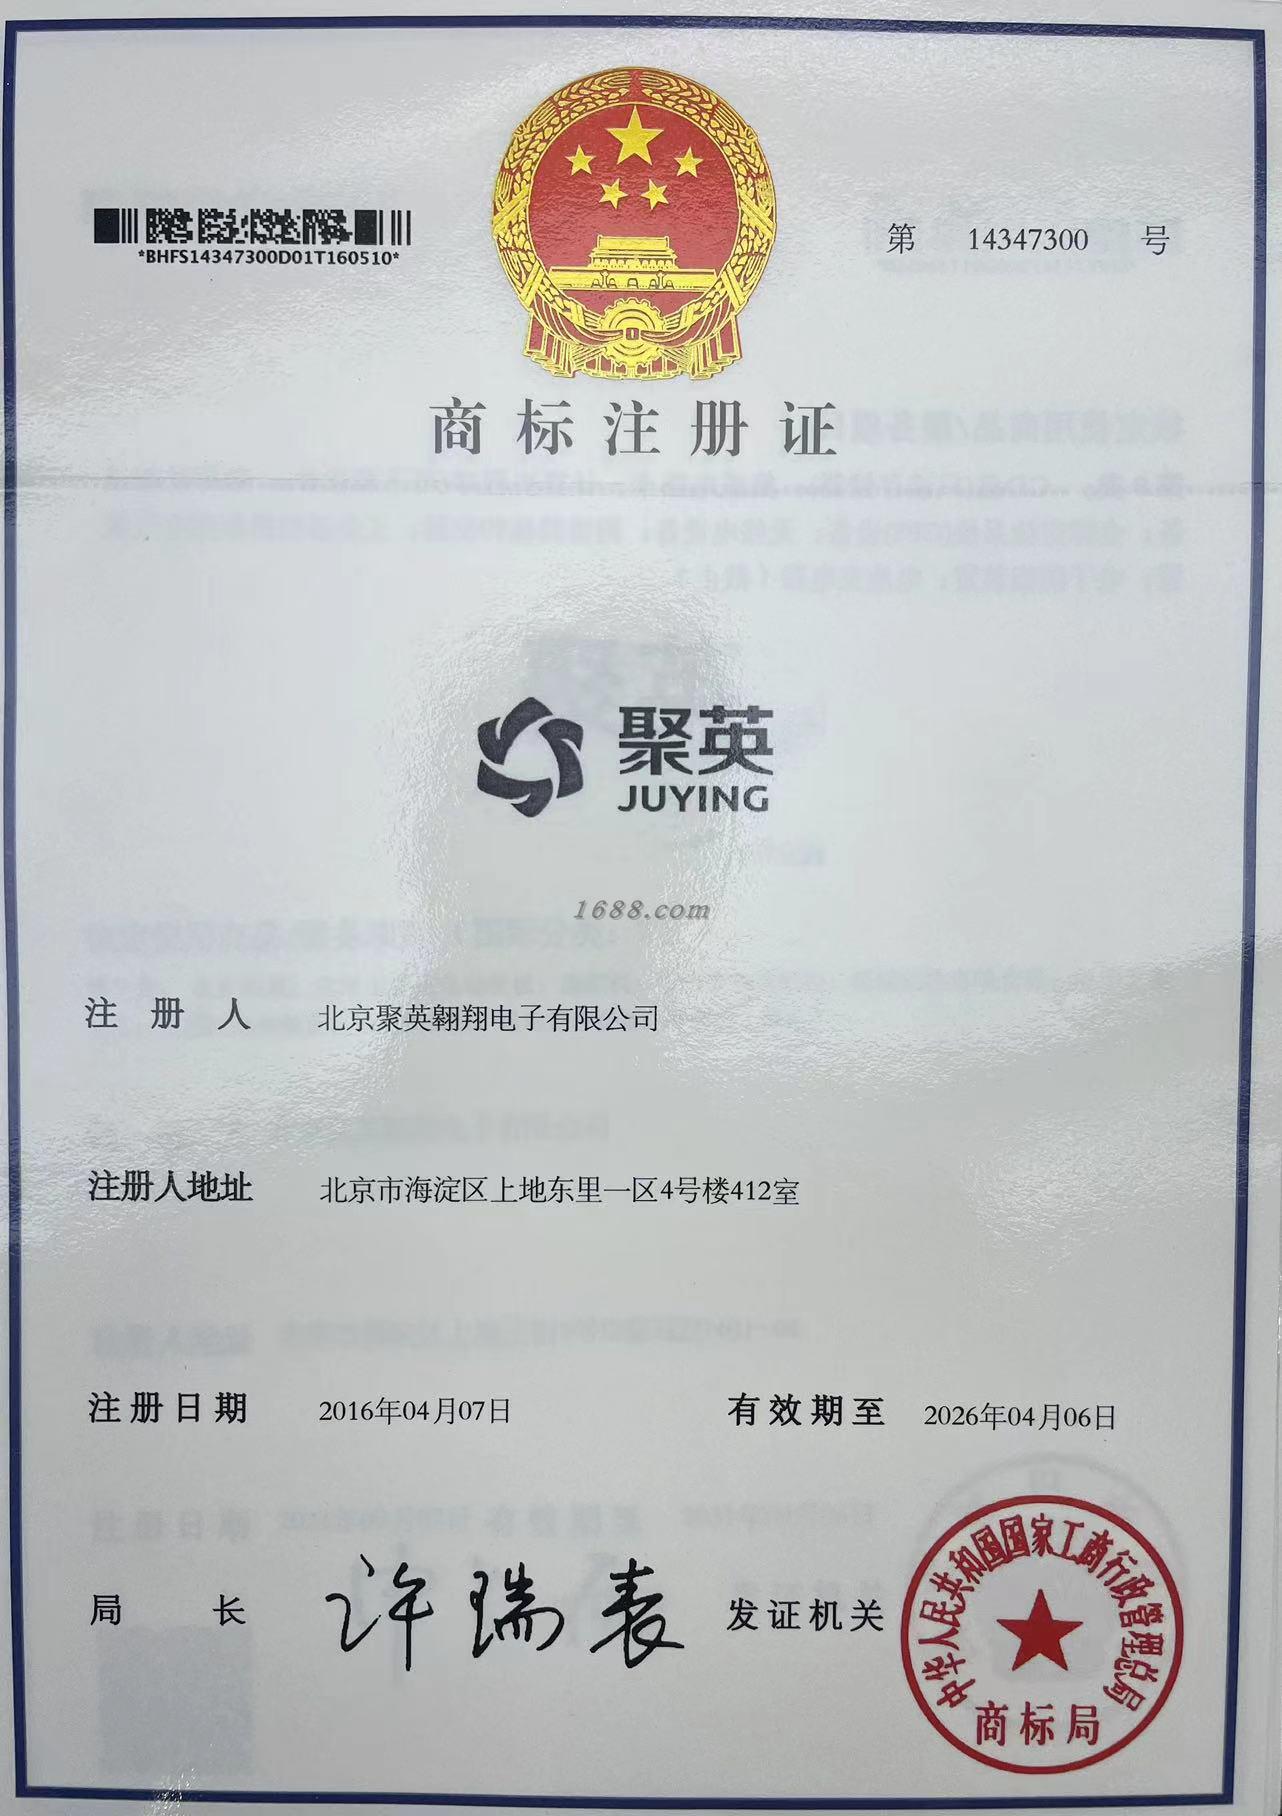 *BHFS14347300D01T160510*
第 14347300 号
商标注册证
聚英
JUYING
1688.com
注册人 北京聚英翱翔电子有限公司
注册人地址 北京市海淀区上地东里一区4号楼412室
注册日期 2016年04月07日 有效期至 2026年04月06日
局长 许瑞表 发证机关
中华人民共和国国家工商行政管理总局
商标局